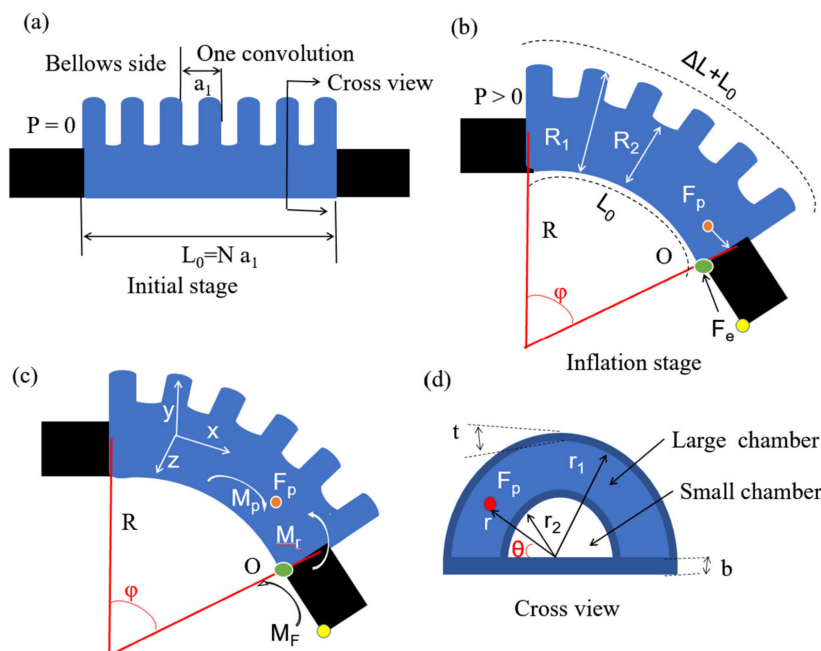 (a)
One convolution
Bellows side
a₁
Cross view
P = 0
L₀=N a₁
Initial stage
(b)
ΔL+L₀
P > 0
R₁
R₂
Fₚ
L₀
R
O
φ
Fₑ
Inflation stage
(c)
y
x
z
Fₚ
Mₚ
R
Mᵣ
O
φ
M_F
(d)
t
Large chamber
r₁
Fₚ
Small chamber
r
r₂
θ
b
Cross view